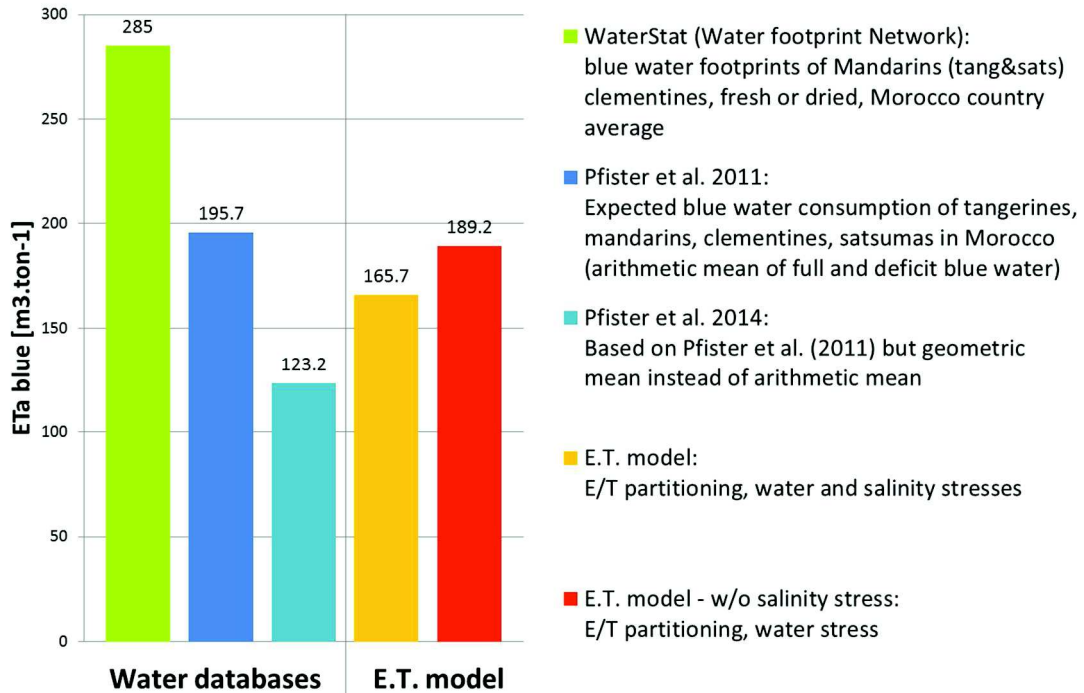 300
250
200
150
100
50
0
ETa blue [m3.ton-1]
285
195.7
123.2
165.7
189.2
Water databases
E.T. model
WaterStat (Water footprint Network):
blue water footprints of Mandarins (tang&sats)
clementines, fresh or dried, Morocco country
average
Pfister et al. 2011:
Expected blue water consumption of tangerines,
mandarins, clementines, satsumas in Morocco
(arithmetic mean of full and deficit blue water)
Pfister et al. 2014:
Based on Pfister et al. (2011) but geometric
mean instead of arithmetic mean
E.T. model:
E/T partitioning, water and salinity stresses
E.T. model - w/o salinity stress:
E/T partitioning, water stress